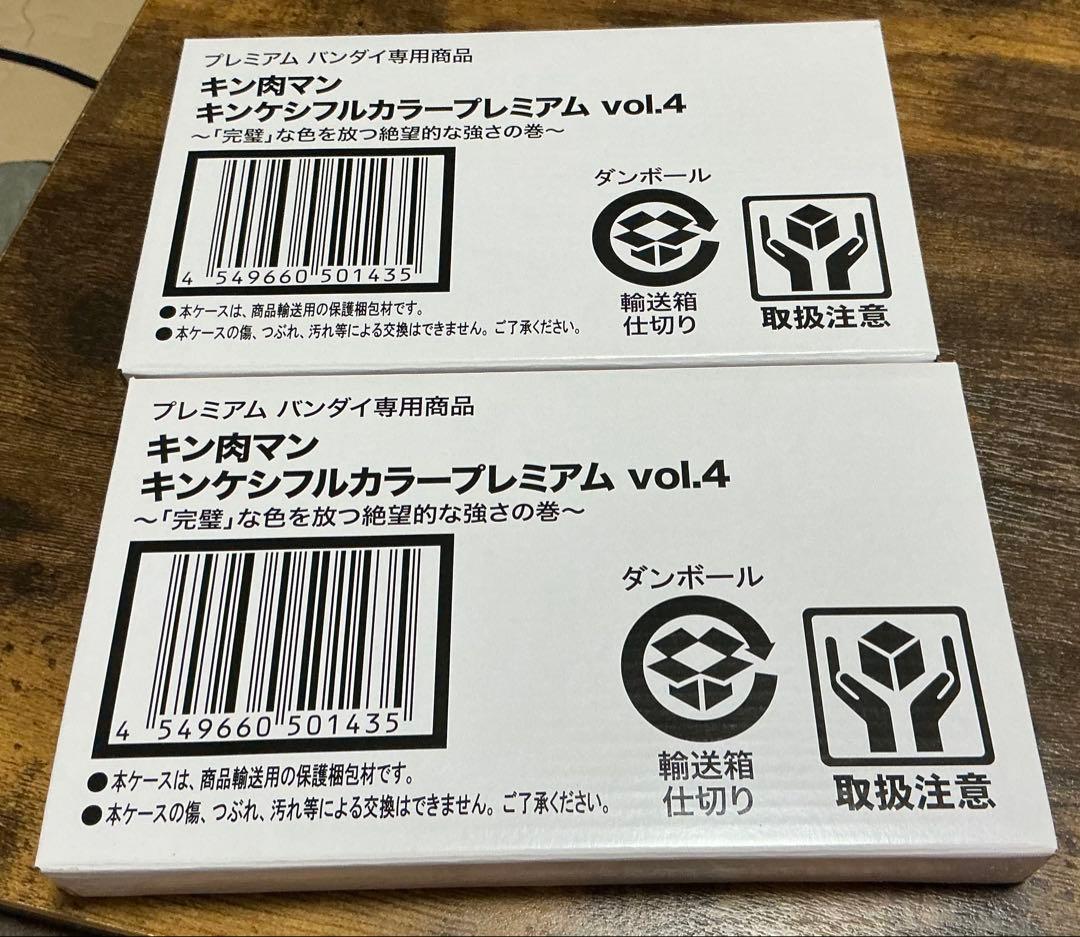 プレミアム バンダイ専用商品
キン肉マン
キンケシフルカラープレミアム vol.4
～「完璧」な色を放つ絶望的な強さの巻～
4 549660 501435
ダンボール
輸送箱
仕切り
取扱注意
●本ケースは、商品輸送用の保護梱包材です。
●本ケースの傷、つぶれ、汚れ等による交換はできません。ご了承ください。
プレミアム バンダイ専用商品
キン肉マン
キンケシフルカラープレミアム vol.4
～「完璧」な色を放つ絶望的な強さの巻～
4 549660 501435
ダンボール
輸送箱
仕切り
取扱注意
●本ケースは、商品輸送用の保護梱包材です。
●本ケースの傷、つぶれ、汚れ等による交換はできません。ご了承ください。